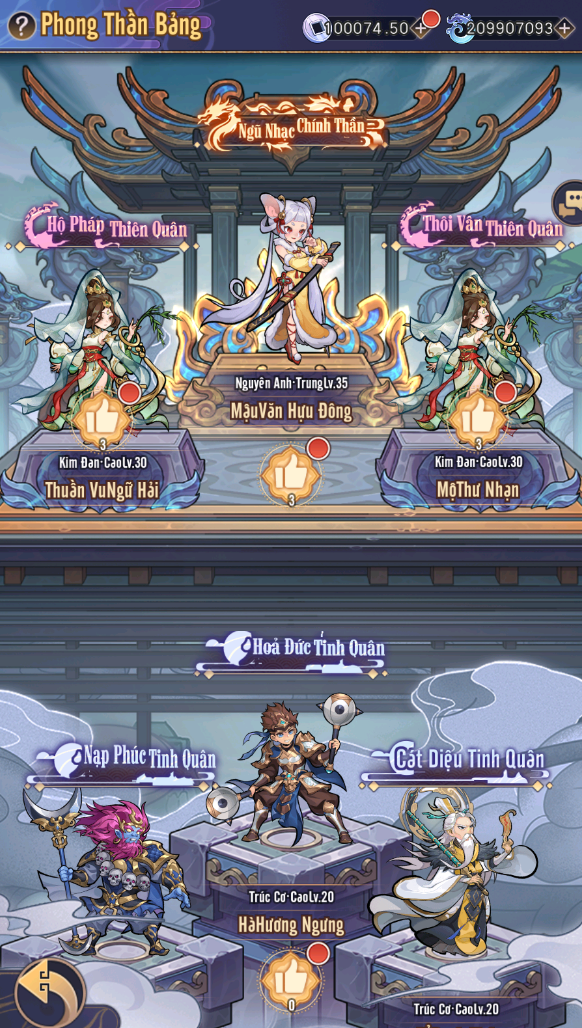 ? Phong Thần Bảng
100074.50
209907093
Ngũ Nhạc Chính Thần
Hộ Pháp Thiên Quân
Thôi Vân Thiên Quân
Nguyên Anh·TrungLv.35
MậuVăn Hựu Đông
3
3
Kim Đan·CaoLv.30
Kim Đan·CaoLv.30
Thuần VuNgữ Hải
MộThư Nhạn
3
Hoả Đức Tinh Quân
Nạp Phúc Tinh Quân
Cát Diệu Tinh Quân
Trúc Cơ·CaoLv.20
HàHương Ngưng
0
Trúc Cơ·CaoLv.20